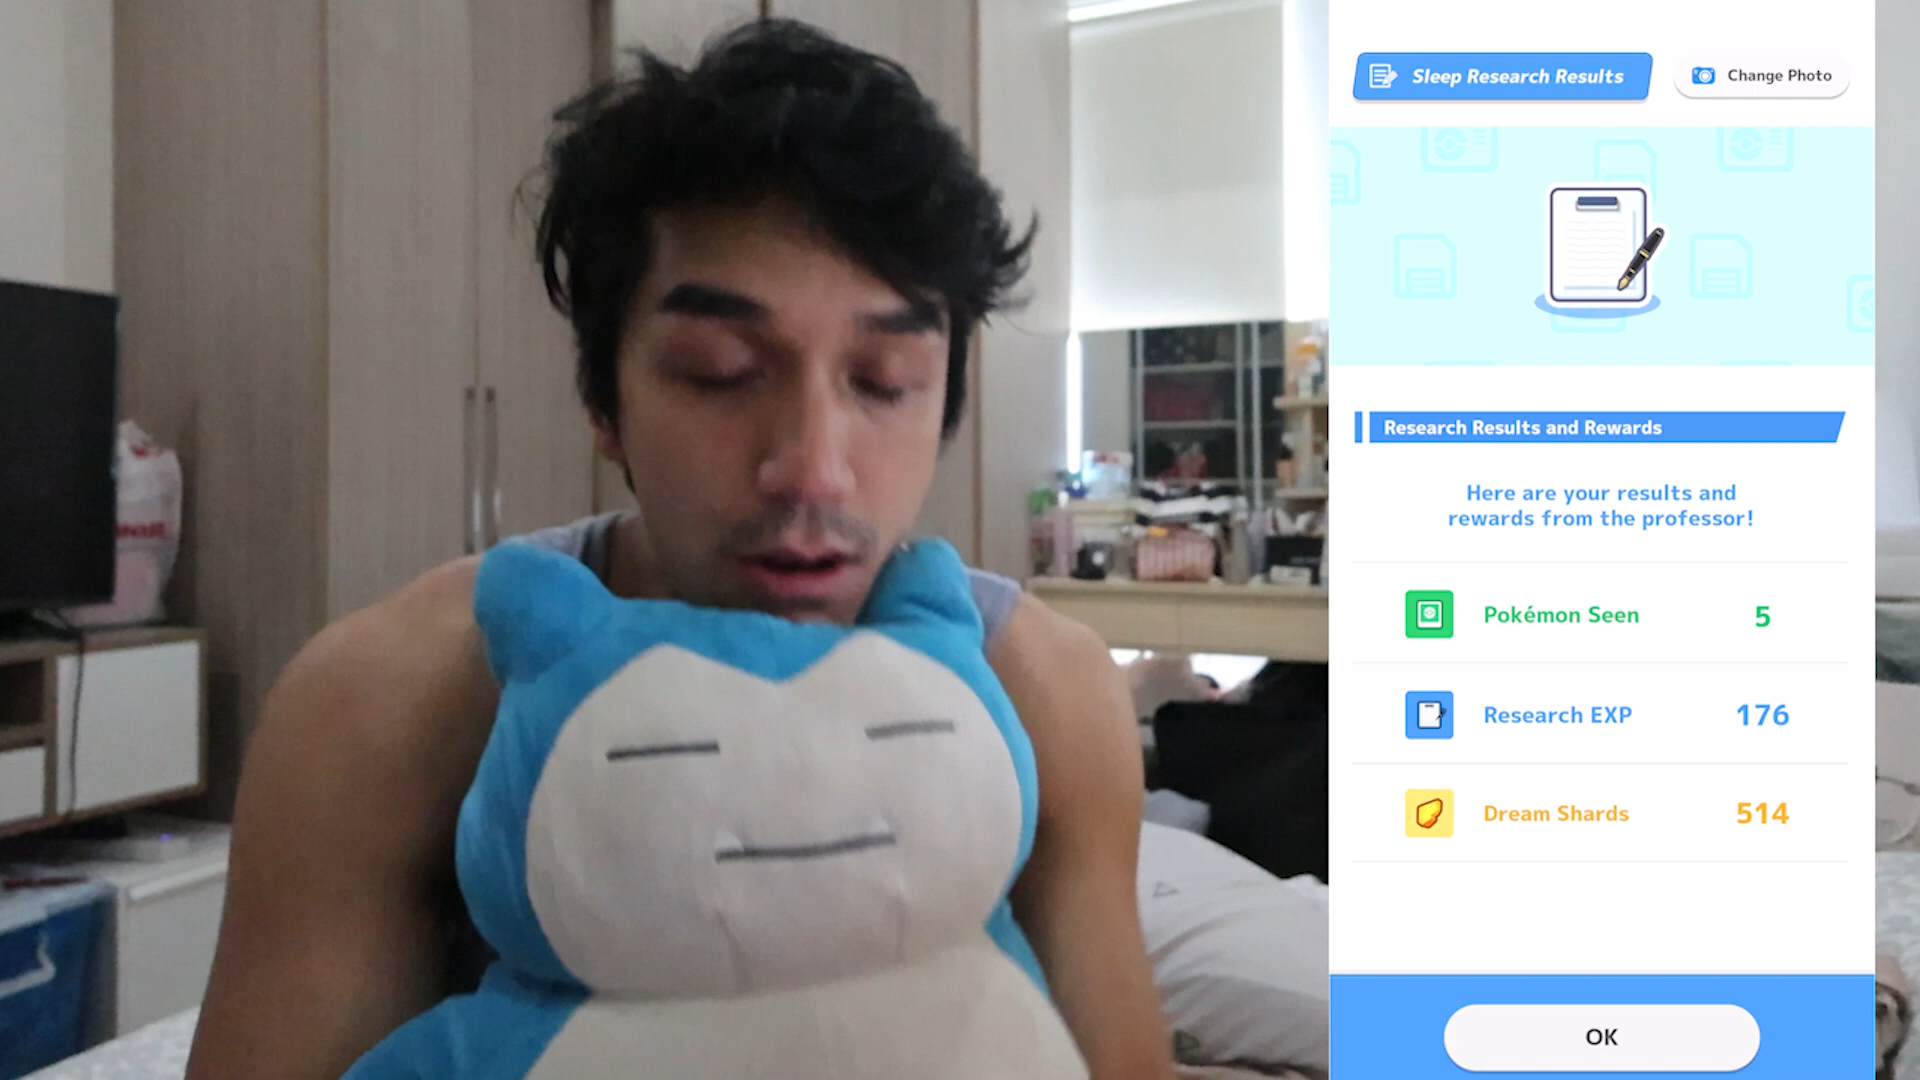 Sleep Research Results
Change Photo
Research Results and Rewards
Here are your results and
rewards from the professor!
Pokémon Seen 5
Research EXP 176
Dream Shards 514
OK